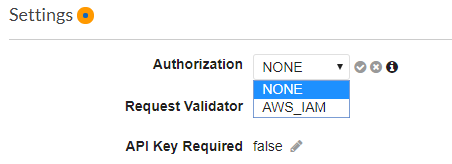 Settings
Authorization NONE
NONE
AWS_IAM
Request Validator
API Key Required false